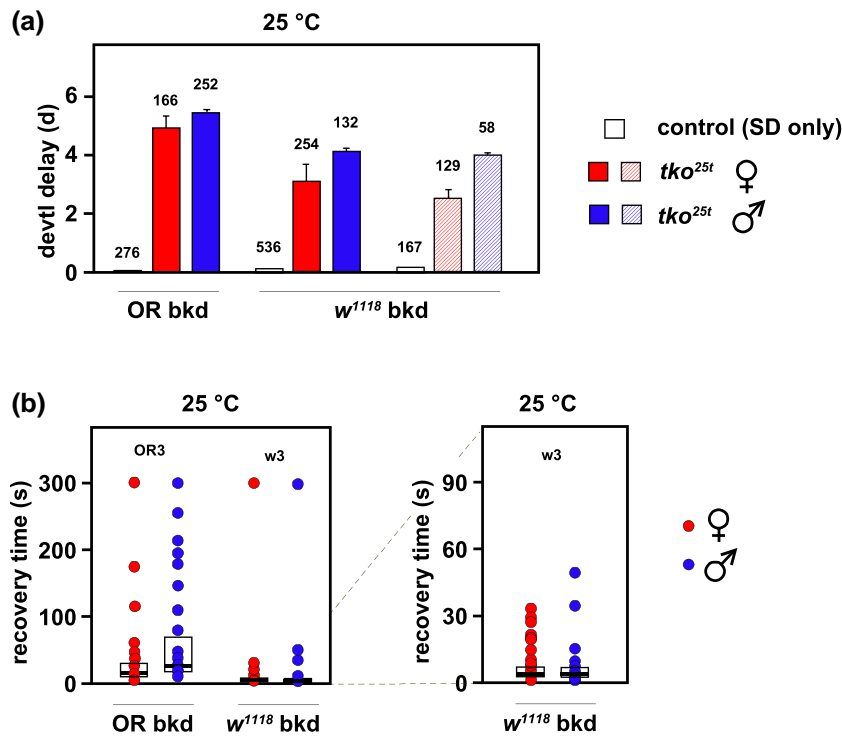 (a)
25 °C
devtl delay (d)
6
4
2
0
276
166
252
536
254
132
167
129
58
OR bkd
w1118 bkd
control (SD only)
tko25t ♀
tko25t ♂
(b)
25 °C
recovery time (s)
300
200
100
0
OR3
w3
OR bkd
w1118 bkd
25 °C
recovery time (s)
90
60
30
0
w3
w1118 bkd
♀
♂